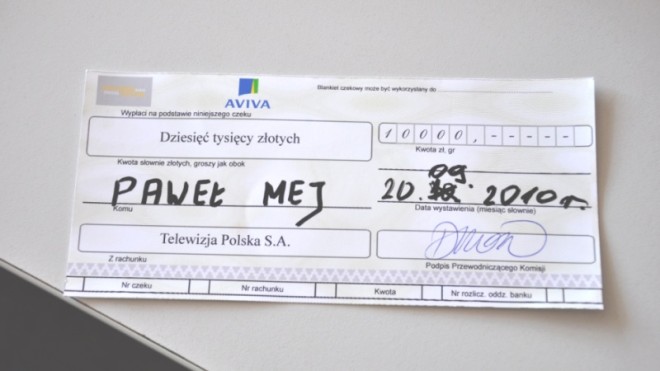 Blankiet czekowy może być wykorzystany do
AVIVA
Wypłaci na podstawie niniejszego czeku
Dziesięć tysięcy złotych
10000,-------
Kwota słownie złotych, groszy jak obok
Kwota zł, gr
PAWEŁ MEJ
20. 09. 2010 r.
Komu
Data wystawienia (miesiąc słownie)
Telewizja Polska S.A.
Z rachunku
Podpis Przewodniczącego Komisji
Nr czeku
Nr rachunku
Kwota
Nr rozlicz. oddz. banku